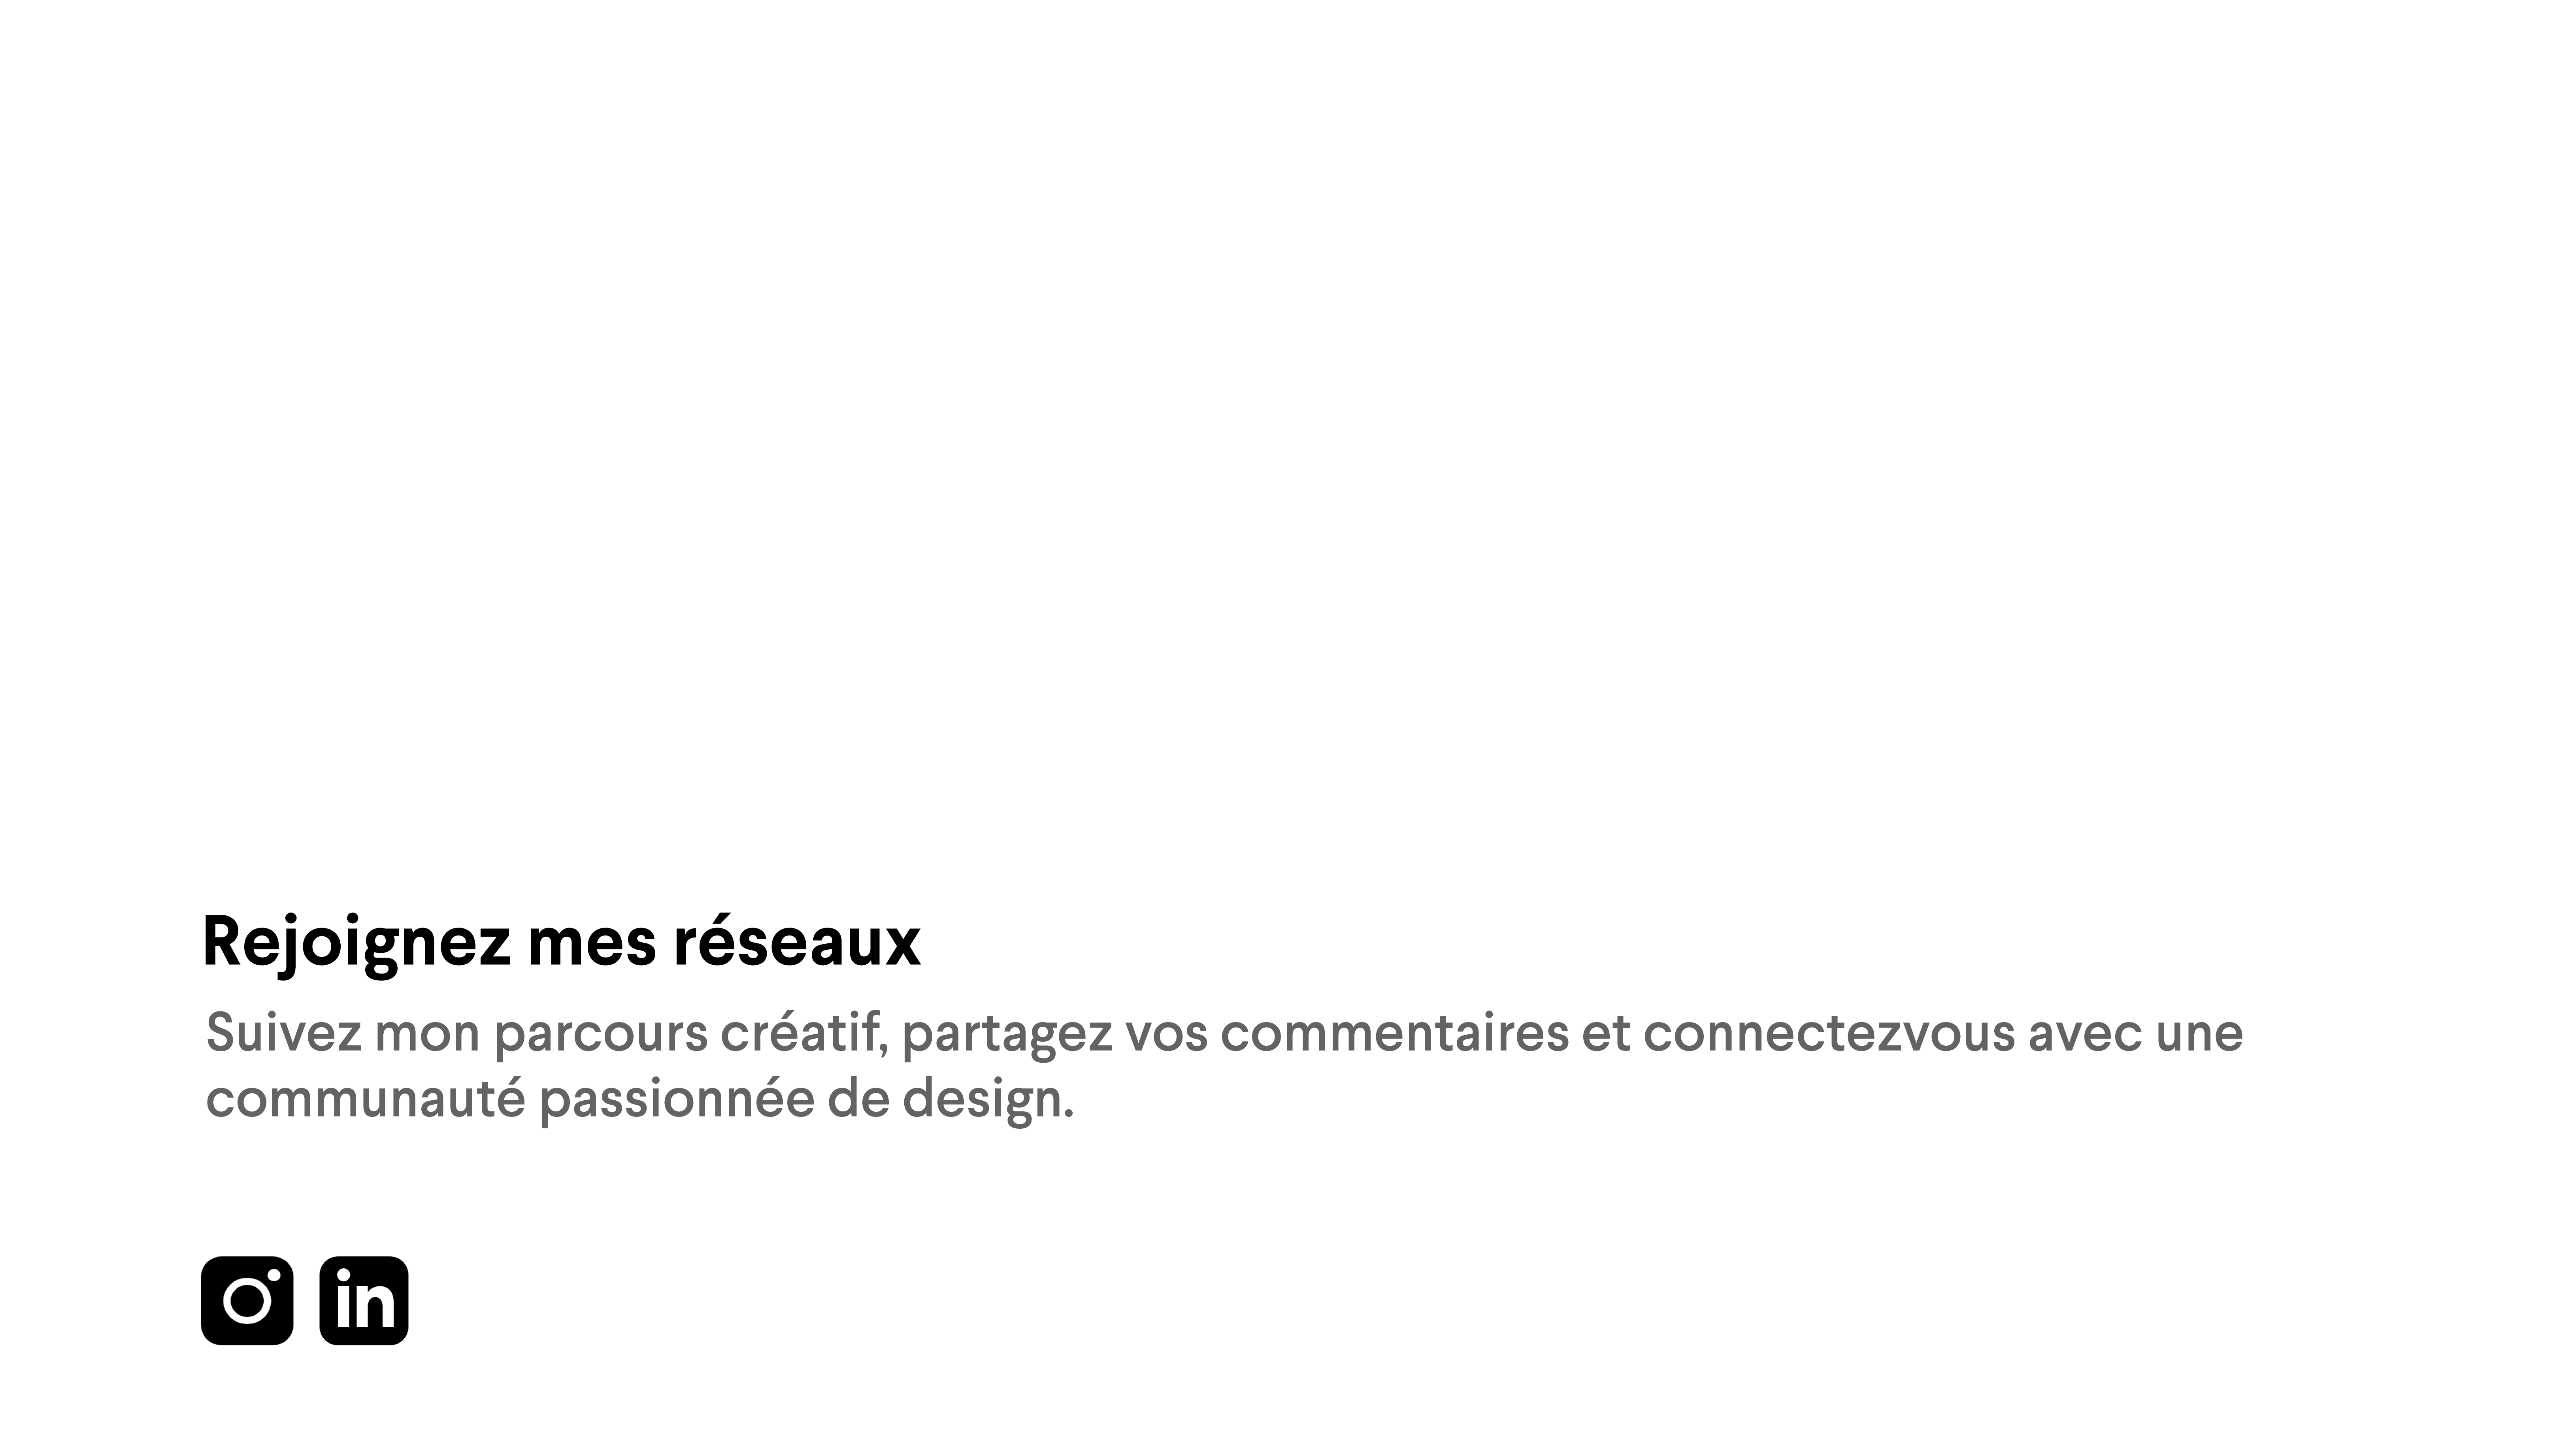 Rejoignez mes réseaux
Suivez mon parcours créatif, partagez vos commentaires et connectezvous avec une
communauté passionnée de design.
in